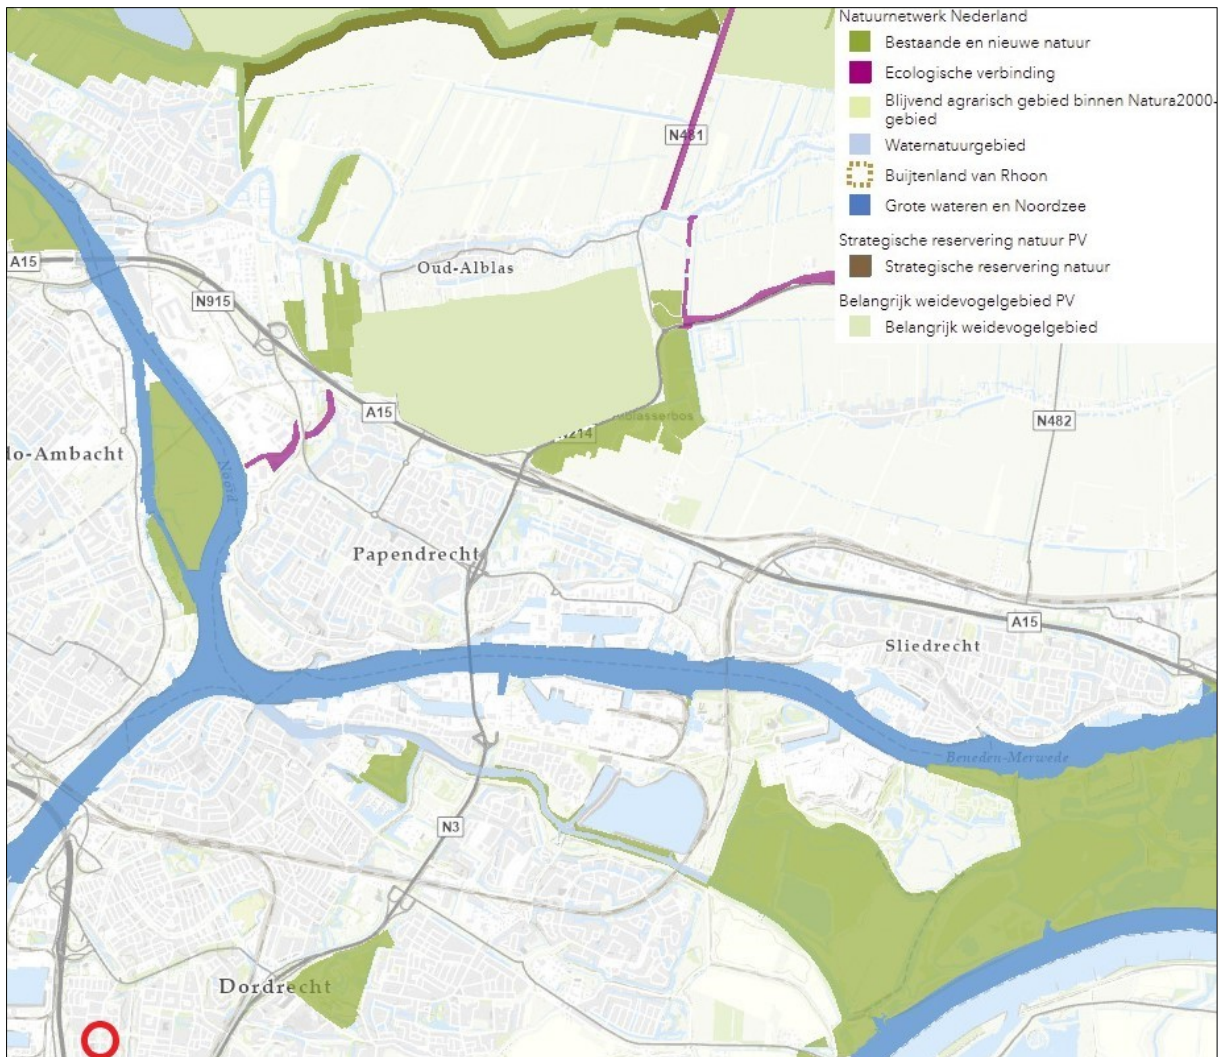 Natuurnetwerk Nederland
Bestaande en nieuwe natuur
Ecologische verbinding
Blijvend agrarisch gebied binnen Natura2000-
gebied
Waternatuurgebied
Buijtenland van Rhoon
Grote wateren en Noordzee
Strategische reservering natuur PV
Strategische reservering natuur
Belangrijk weidevogelgebied PV
Belangrijk weidevogelgebied
N481
A15
Oud-Alblas
N915
A15
blasserbos
N214
N482
do-Ambacht
Noord
Papendrecht
A15
Sliedrecht
Beneden-Merwede
N3
Dordrecht